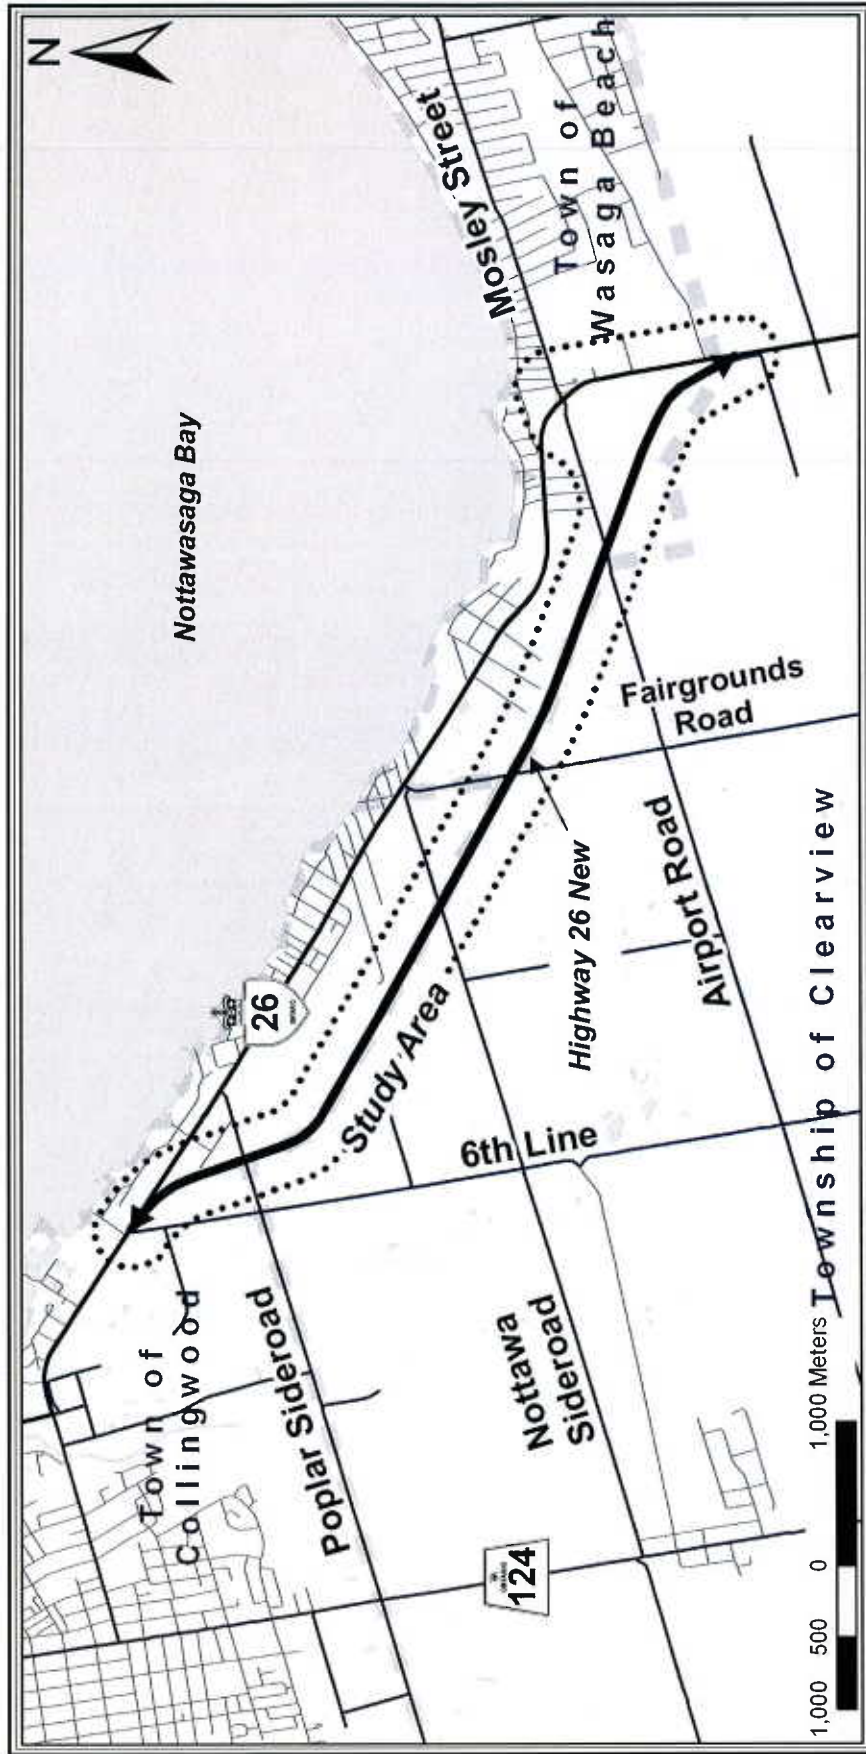 N
Nottawasaga Bay
Mosley Street
Town of
Wasaga Beach
26
Fairgrounds
Road
Highway 26 New
Airport Road
Study Area
6th Line
Township of Clearview
Town of
Collingwood
Poplar Sideroad
Nottawa
Sideroad
124
1,000 500 0 1,000 Meters